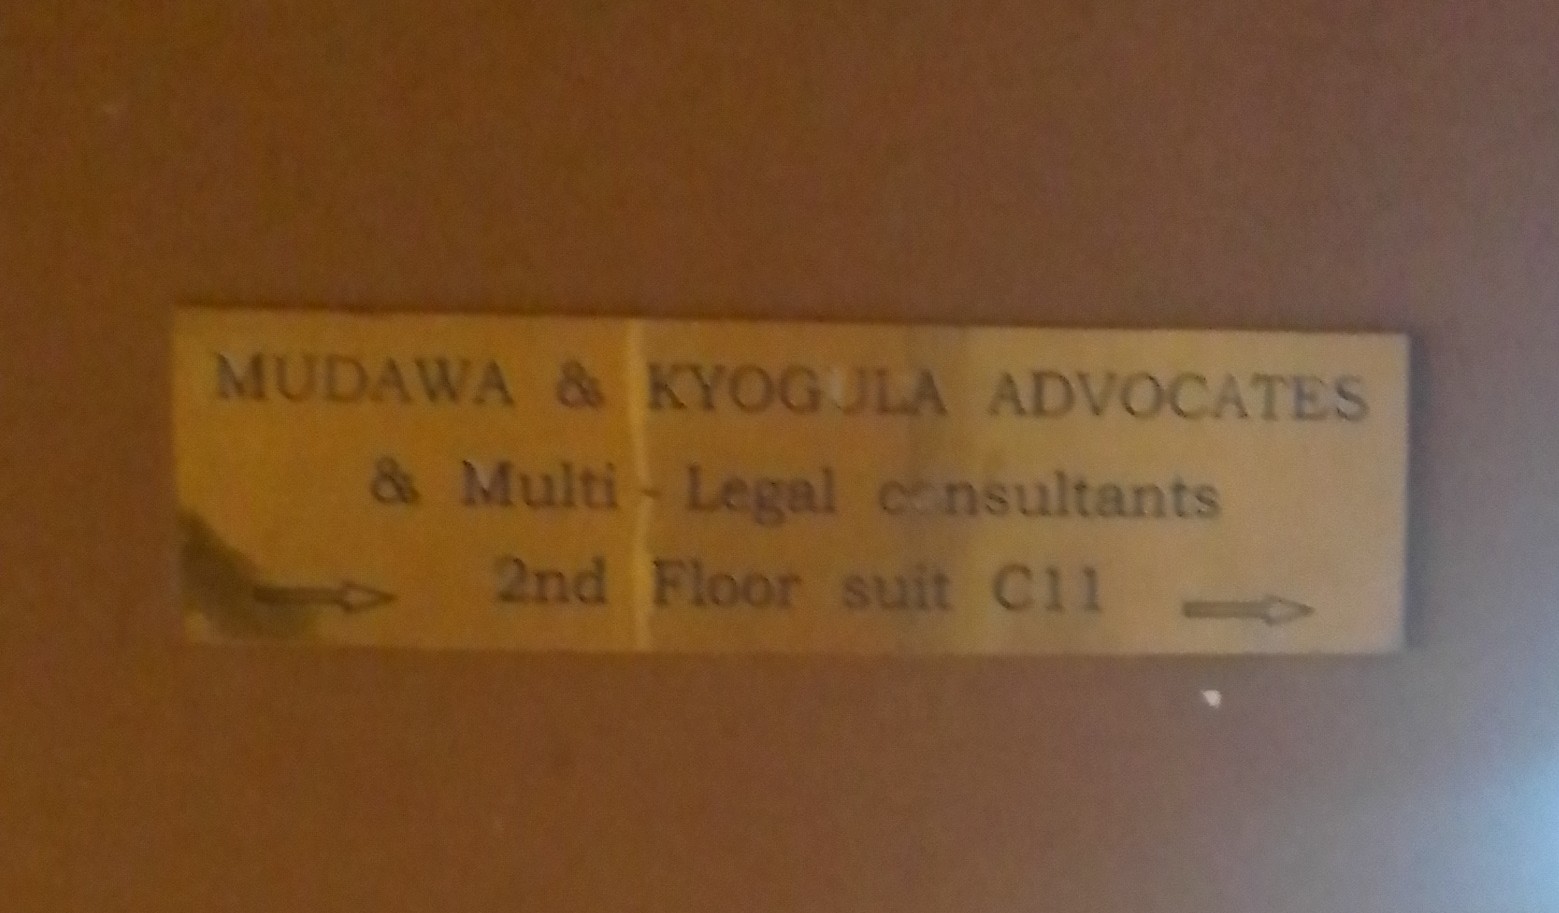 MUDAWA & KYOGULA ADVOCATES
& Multi - Legal consultants
2nd Floor suit C11